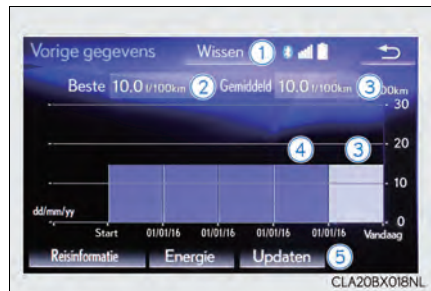 Vorige gegevens Wissen 1
Beste 10.0 l/100km 2 Gemiddeld 10.0 l/100km 3 00km
30
4 3
20
10
dd/mm/yy
0
Start 01/01/16 01/01/16 01/01/16 01/01/16 Vandaag
Reisinformatie Energie Updaten 5
CLA20BX018NL